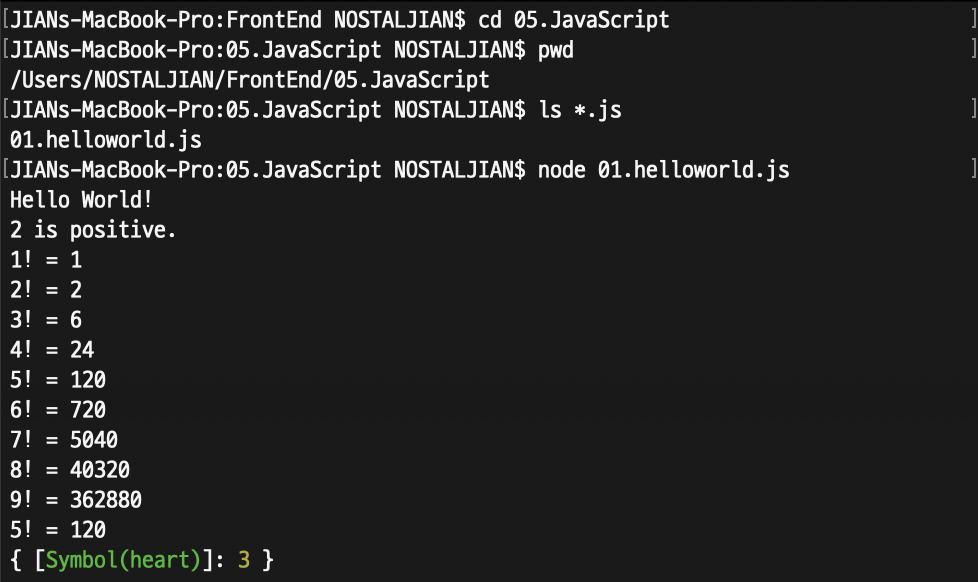 [JIANs-MacBook-Pro:FrontEnd NOSTALJIAN$ cd 05.JavaScript ]
[JIANs-MacBook-Pro:05.JavaScript NOSTALJIAN$ pwd ]
/Users/NOSTALJIAN/FrontEnd/05.JavaScript
[JIANs-MacBook-Pro:05.JavaScript NOSTALJIAN$ ls *.js ]
01.helloworld.js
[JIANs-MacBook-Pro:05.JavaScript NOSTALJIAN$ node 01.helloworld.js ]
Hello World!
2 is positive.
1! = 1
2! = 2
3! = 6
4! = 24
5! = 120
6! = 720
7! = 5040
8! = 40320
9! = 362880
5! = 120
{ [Symbol(heart)]: 3 }